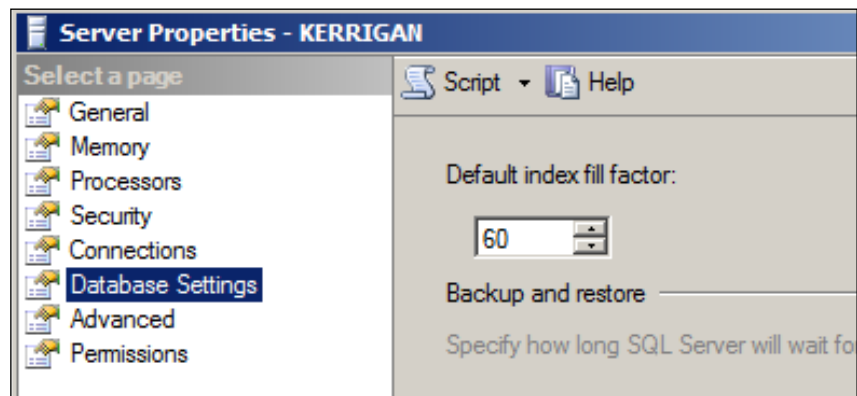 Server Properties - KERRIGAN
Select a page
General
Memory
Processors
Security
Connections
Database Settings
Advanced
Permissions
Script Help
Default index fill factor:
60
Backup and restore
Specify how long SQL Server will wait fo